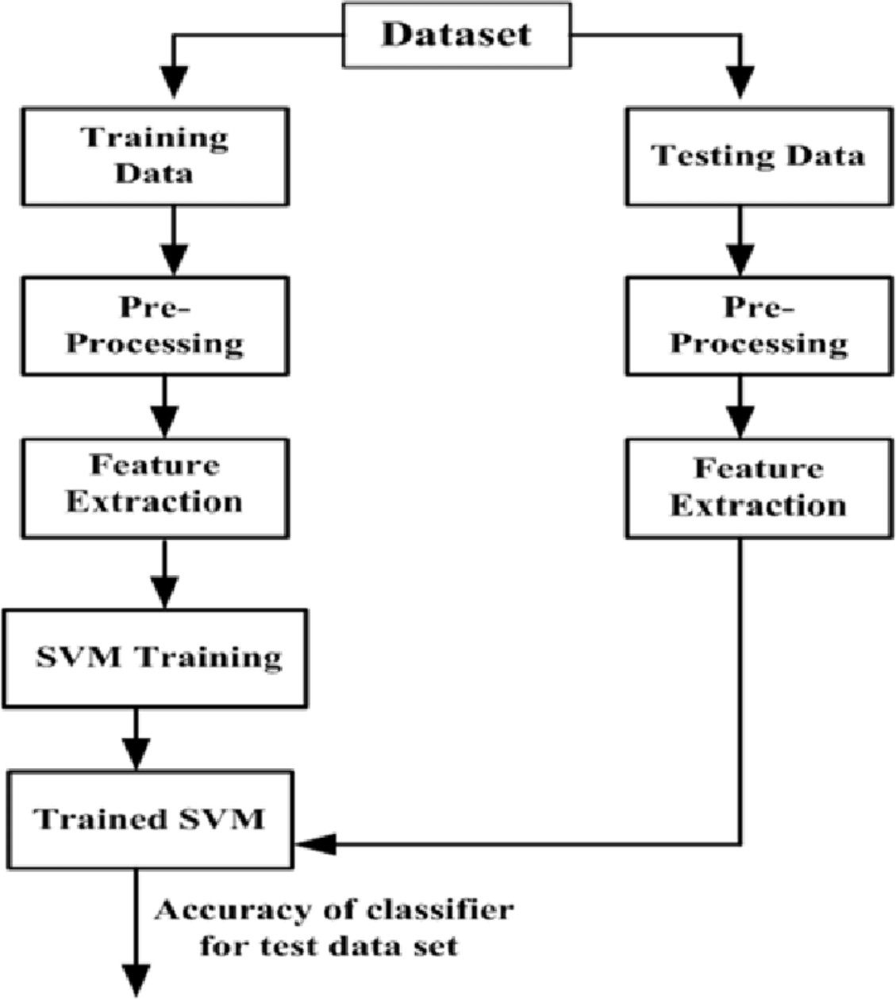 Dataset
Training
Data
Testing Data
Pre-
Processing
Pre-
Processing
Feature
Extraction
Feature
Extraction
SVM Training
Trained SVM
Accuracy of classifier
for test data set